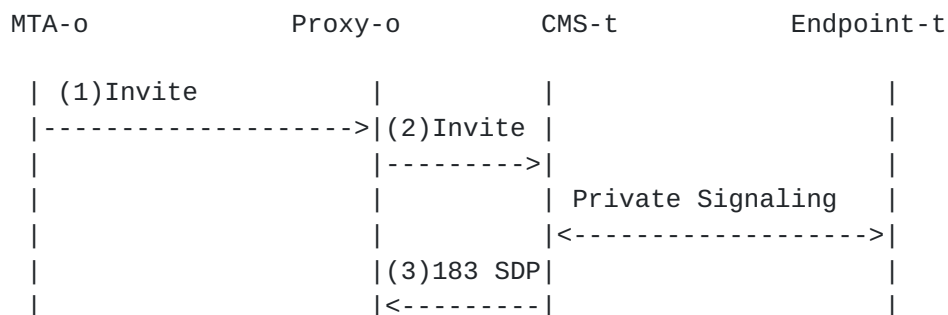 MTA-o               Proxy-o          CMS-t           Endpoint-t

 | (1)Invite           |          |                    |
 |-------------------->|(2)Invite |                    |
 |                     |--------->|                    |
 |                     |          | Private Signaling   |
 |                     |          |<------------------->|
 |                     |(3)183 SDP|                    |
 |                     |<---------|                    |